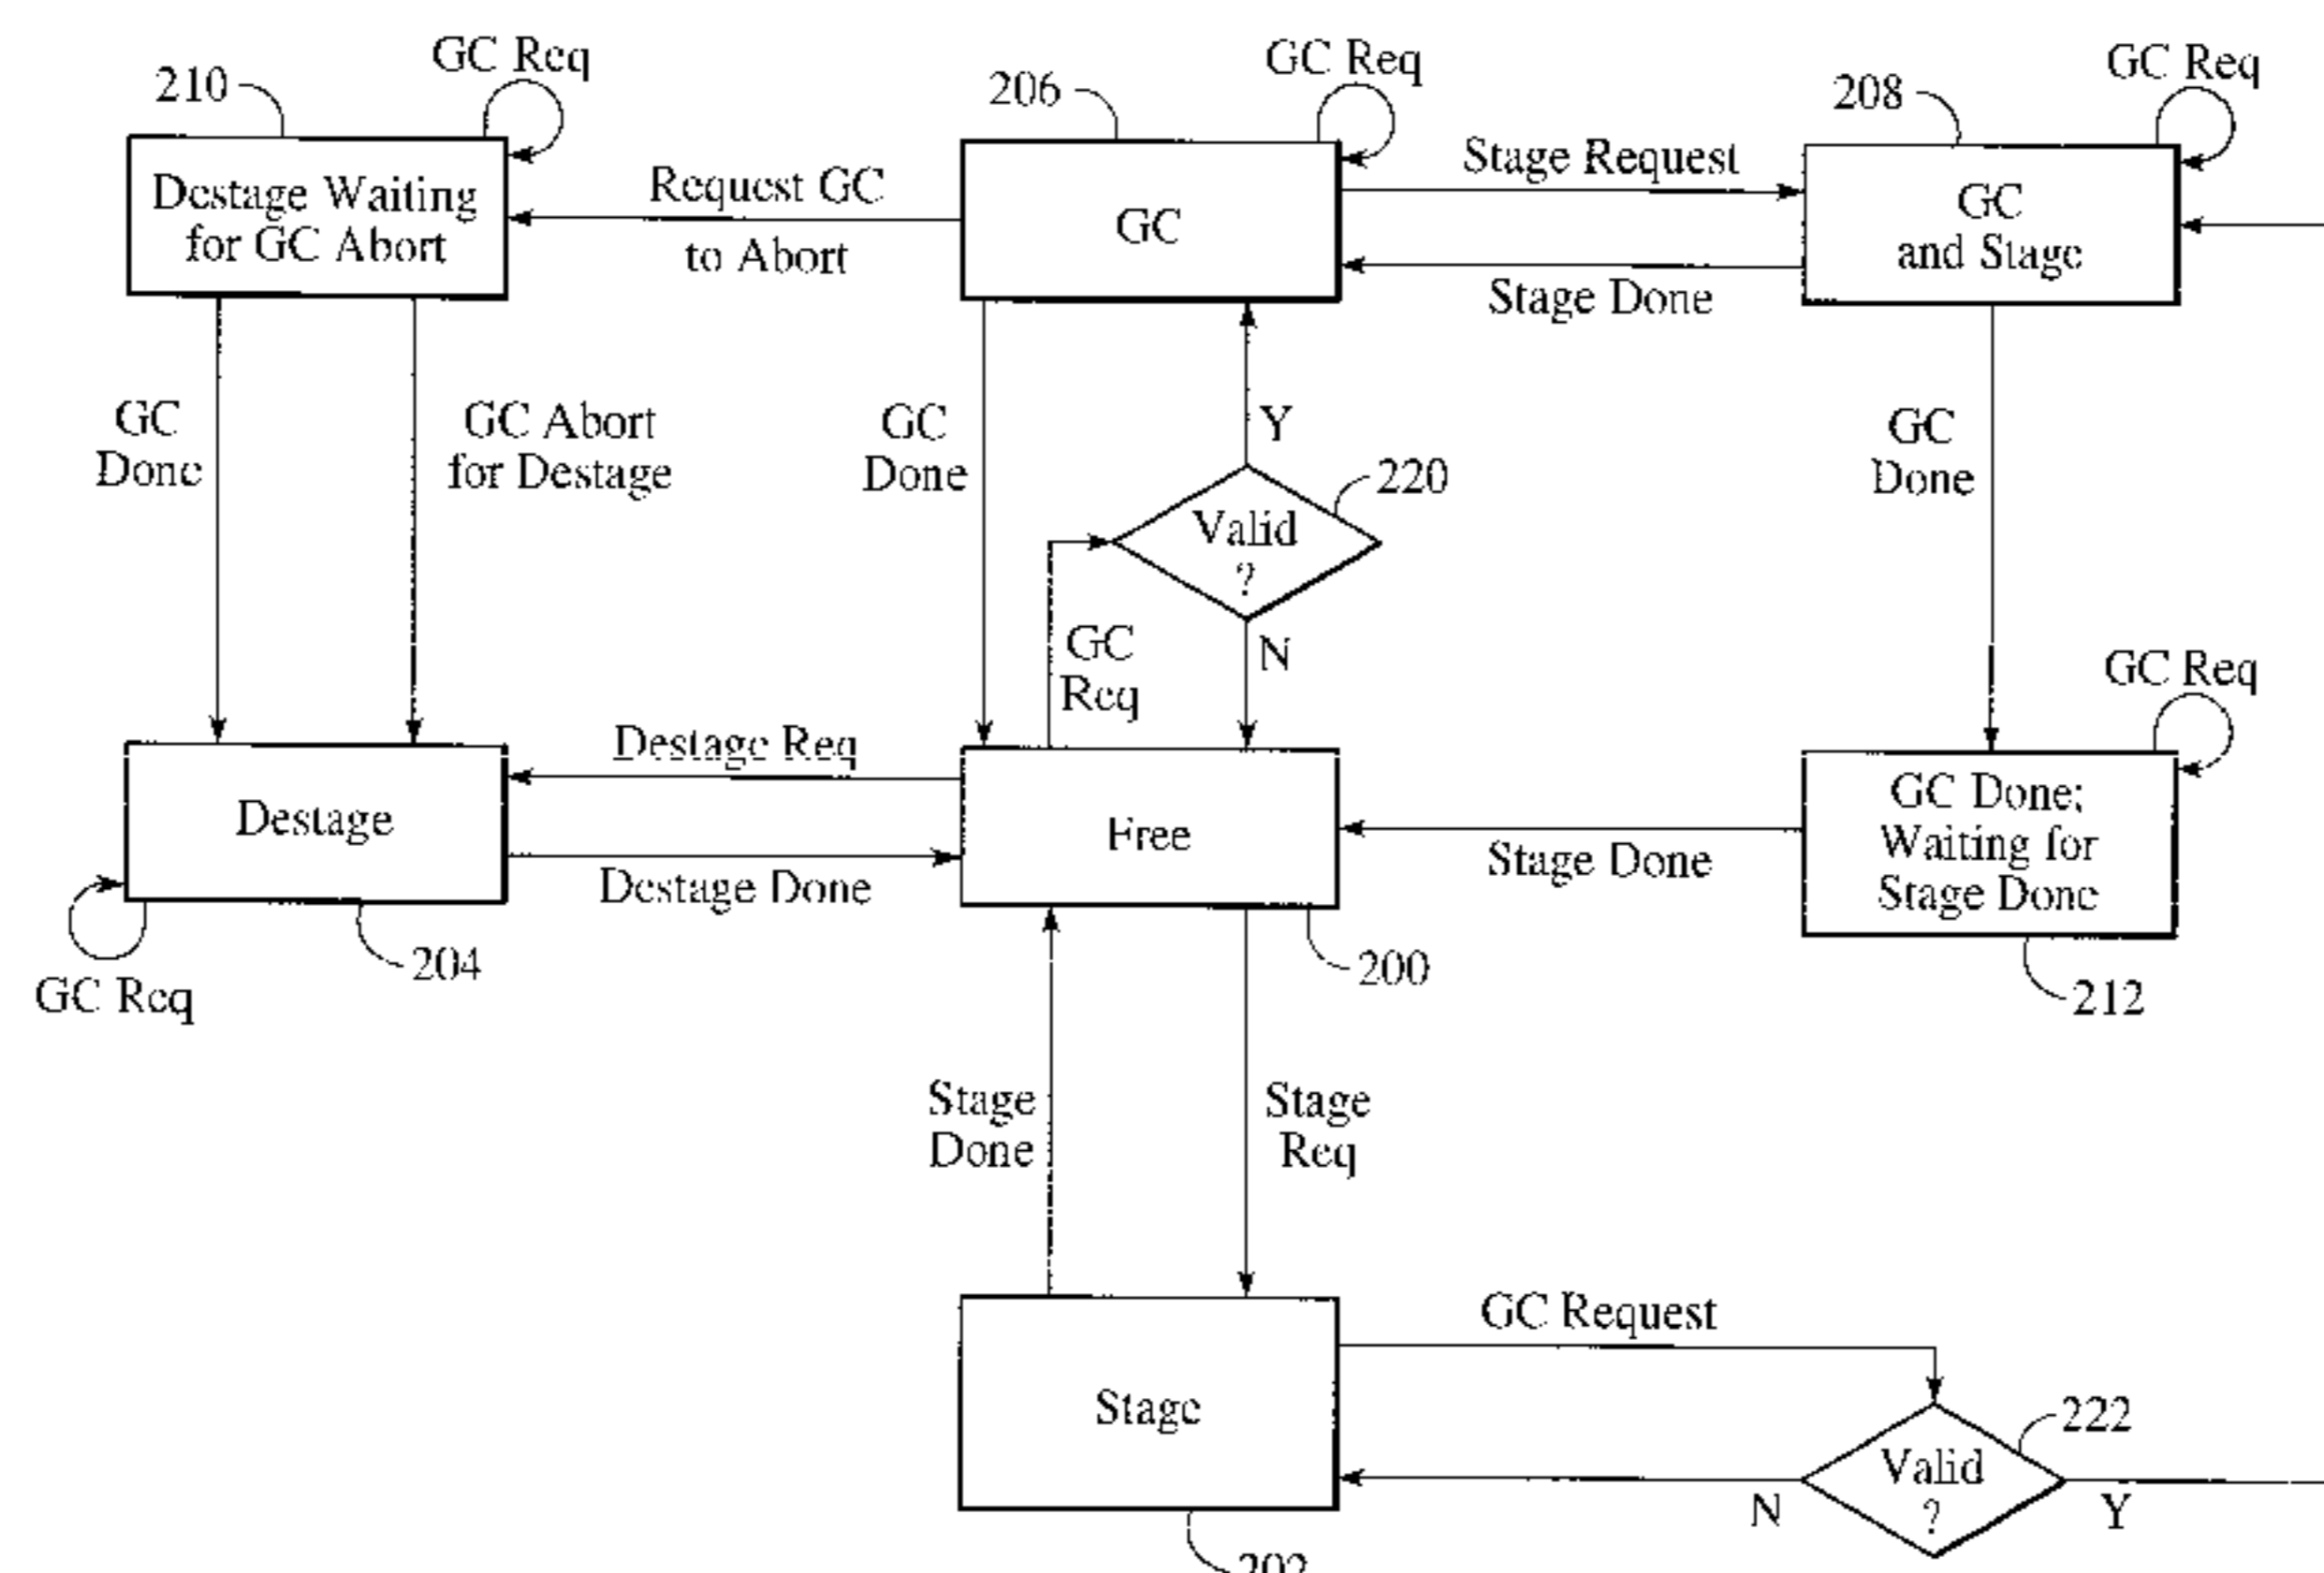 GC Req
GC Req
GC Req
210
206
208
Destage Waiting
for GC Abort
Request GC
to Abort
GC
Stage Request
Stage Done
GC
and Stage
GC
Done
GC Abort
for Destage
GC
Done
Y
220
Valid
?
N
GC
Req
GC
Done
GC Req
Destage
Destage Req
Destage Done
Free
Stage Done
GC Done;
Waiting for
Stage Done
204
200
212
GC Req
Stage
Done
Stage
Req
Stage
GC Request
222
Valid
?
N
Y
202